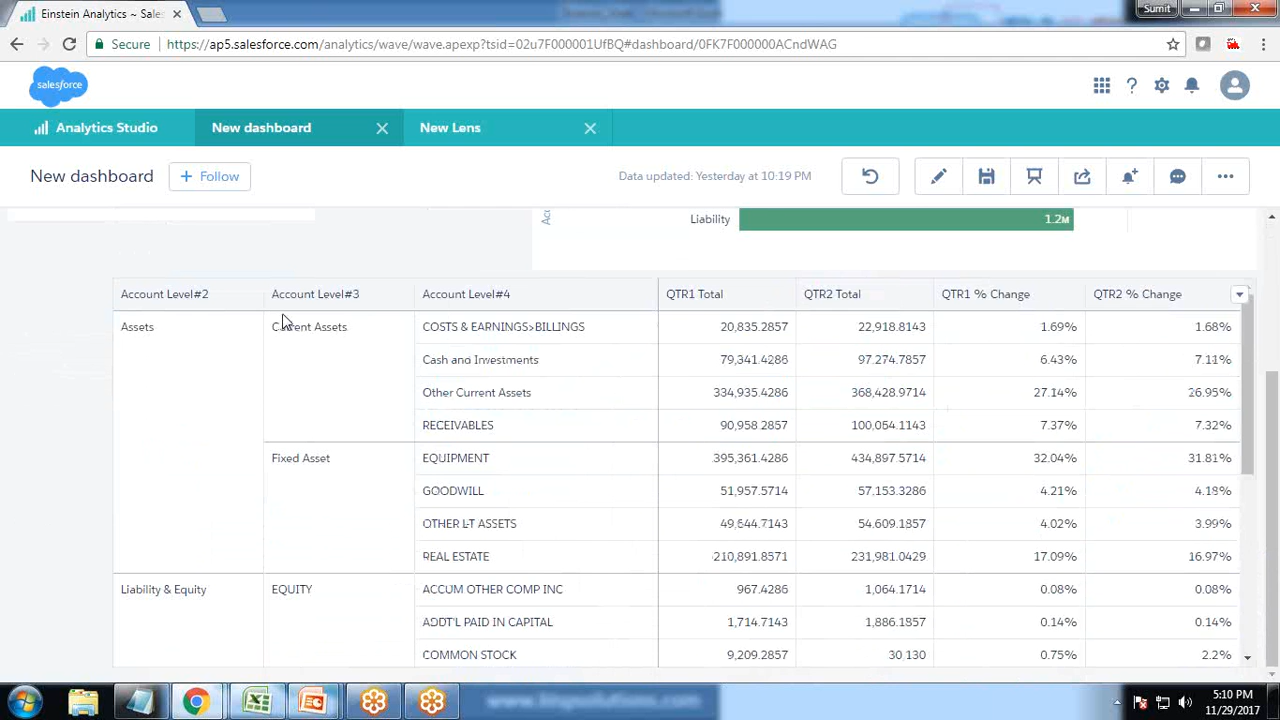 Einstein Analytics ~ Sales
Sumit
Secure
https://ap5.salesforce.com/analytics/wave/wave.apexp?tsid=02u7F000001UfBQ#dashboard/0FK7F000000ACndWAG
salesforce
Analytics Studio
New dashboard
New Lens
New dashboard
+ Follow
Data updated: Yesterday at 10:19 PM
Liability
1.2M
Account Level#2 Account Level#3 Account Level#4 QTR1 Total QTR2 Total QTR1 % Change QTR2 % Change
Assets Current Assets COSTS & EARNINGS>BILLINGS 20,835.2857 22,918.8143 1.69% 1.68%
Cash and Investments 79,341.4286 97,274.7857 6.43% 7.11%
Other Current Assets 334,935.4286 368,428.9714 27.14% 26.95%
RECEIVABLES 90,958.2857 100,054.1143 7.37% 7.32%
Fixed Asset EQUIPMENT 395,361.4286 434,897.5714 32.04% 31.81%
GOODWILL 51,957.5714 57,153.3286 4.21% 4.18%
OTHER L-T ASSETS 49,644.7143 54,609.1857 4.02% 3.99%
REAL ESTATE 210,891.8571 231,981.0429 17.09% 16.97%
Liability & Equity EQUITY ACCUM OTHER COMP INC 967.4286 1,064.1714 0.08% 0.08%
ADDT'L PAID IN CAPITAL 1,714.7143 1,886.1857 0.14% 0.14%
COMMON STOCK 9,209.2857 30,130 0.75% 2.2%
5:10 PM
11/29/2017